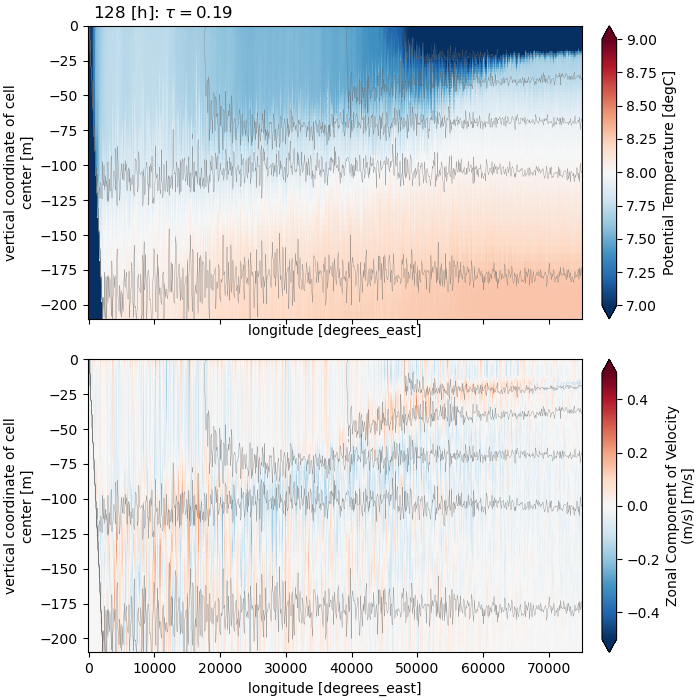 128 [h]: τ = 0.19
0
−25
−50
−75
−100
−125
−150
−175
−200
vertical coordinate of cell
center [m]
longitude [degrees_east]
9.00
8.75
8.50
8.25
8.00
7.75
7.50
7.25
7.00
Potential Temperature [degC]
0
−25
−50
−75
−100
−125
−150
−175
−200
vertical coordinate of cell
center [m]
0 10000 20000 30000 40000 50000 60000 70000
longitude [degrees_east]
0.4
0.2
0.0
−0.2
−0.4
Zonal Component of Velocity
(m/s) [m/s]